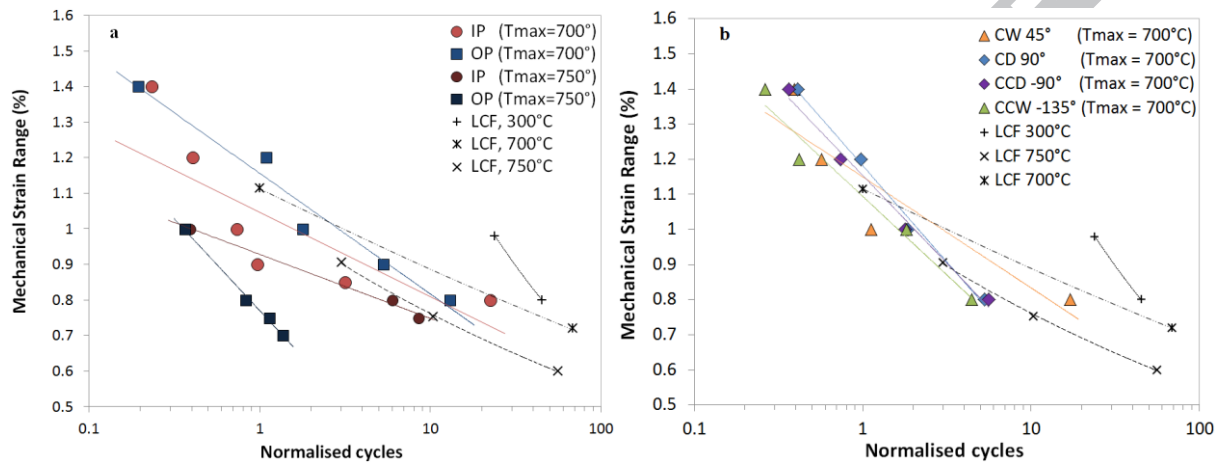 a
Mechanical Strain Range (%)
1.6
1.5
1.4
1.3
1.2
1.1
1
0.9
0.8
0.7
0.6
0.5
0.1
1
10
100
Normalised cycles
IP (Tmax=700°)
OP (Tmax=700°)
IP (Tmax=750°)
OP (Tmax=750°)
LCF, 300°C
LCF, 700°C
LCF, 750°C
b
Mechanical Strain Range (%)
1.6
1.5
1.4
1.3
1.2
1.1
1
0.9
0.8
0.7
0.6
0.5
0.4
0.1
1
10
100
Normalised cycles
CW 45° (Tmax = 700°C)
CD 90° (Tmax = 700°C)
CCD -90° (Tmax = 700°C)
CCW -135° (Tmax = 700°C)
LCF 300°C
LCF 750°C
LCF 700°C